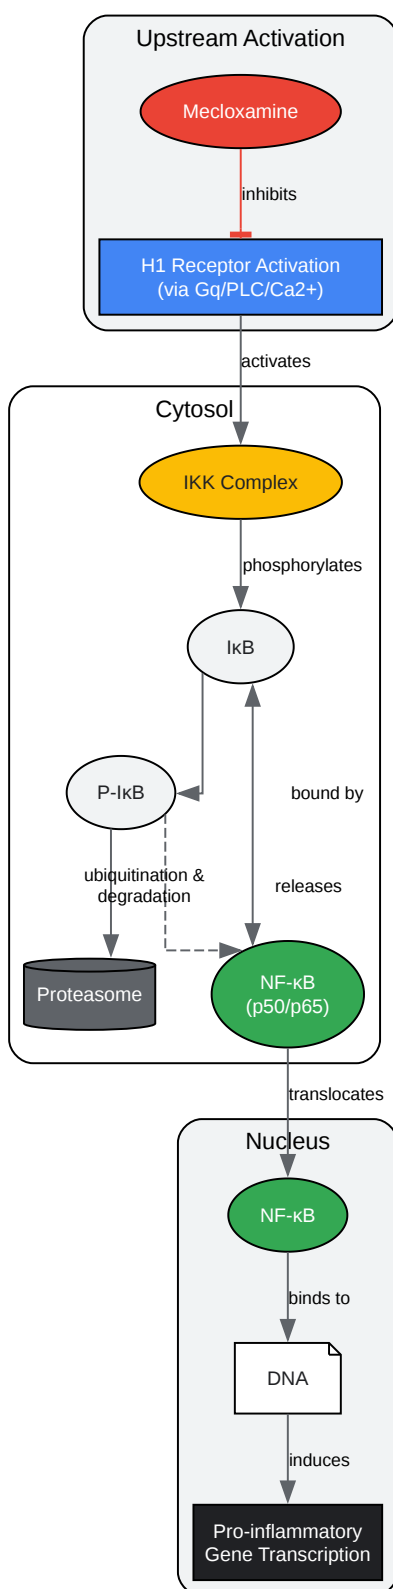 Upstream Activation
Mecloxamine
inhibits
H1 Receptor Activation
(via Gq/PLC/Ca2+)
activates
Cytosol
IKK Complex
phosphorylates
IκB
P-IκB
bound by
ubiquitination &
degradation
releases
Proteasome
NF-κB
(p50/p65)
translocates
Nucleus
NF-κB
binds to
DNA
induces
Pro-inflammatory
Gene Transcription